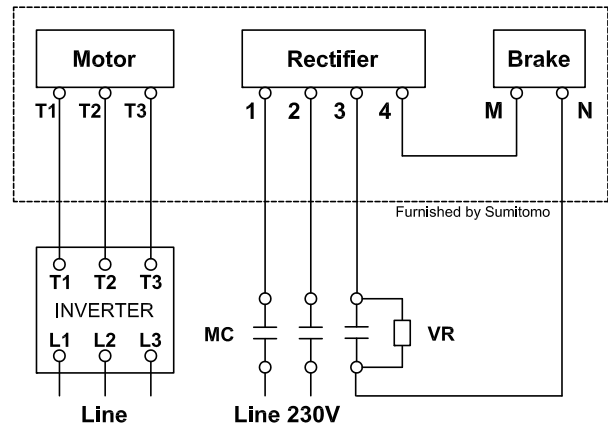 Motor Rectifier Brake
T1 T2 T3 1 2 3 4 M N
Furnished by Sumitomo
T1 T2 T3
INVERTER
L1 L2 L3
MC VR
Line Line 230V